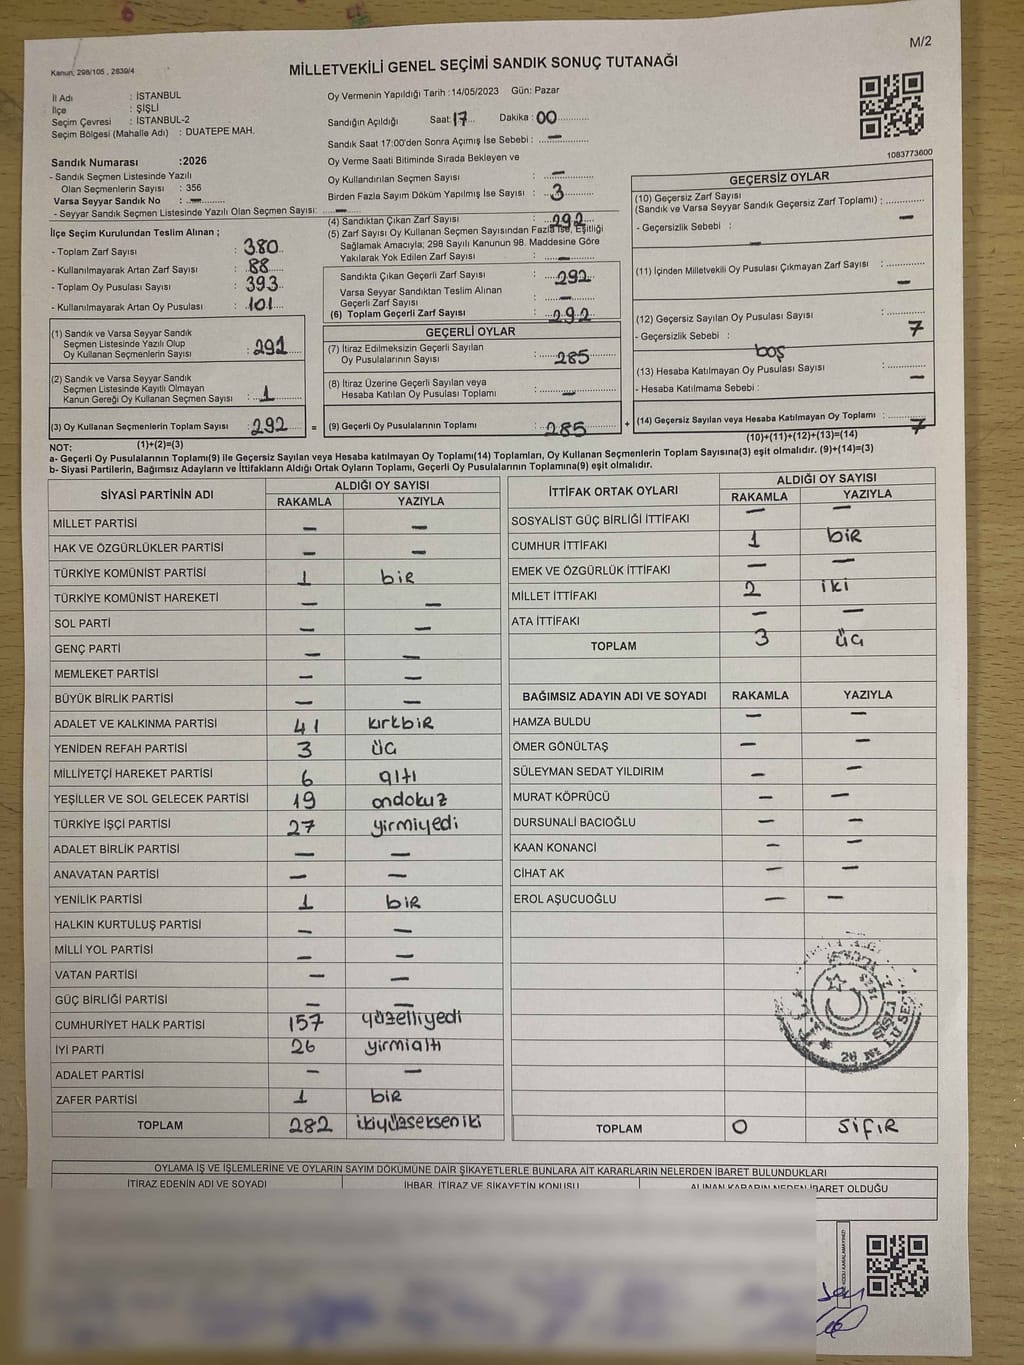 M/2
Kanun, 298/105 , 2839/4
MİLLETVEKİLİ GENEL SEÇİMİ SANDIK SONUÇ TUTANAĞI
İl Adı : İSTANBUL
İlçe : ŞİŞLİ
Seçim Çevresi : İSTANBUL-2
Seçim Bölgesi (Mahalle Adı) : DUATEPE MAH.
Sandık Numarası :2026
- Sandık Seçmen Listesinde Yazılı
Olan Seçmenlerin Sayısı : 356
Varsa Seyyar Sandık No : —
- Seyyar Sandık Seçmen Listesinde Yazılı Olan Seçmen Sayısı: —
Oy Vermenin Yapıldığı Tarih :14/05/2023 Gün: Pazar
Sandığın Açıldığı Saat: 17 Dakika : 00
Sandık Saat 17:00'den Sonra Açımış İse Sebebi : —
Oy Verme Saati Bitiminde Sırada Bekleyen ve
Oy Kullandırılan Seçmen Sayısı : —
Birden Fazla Sayım Döküm Yapılmış İse Sayısı : 3
1083773600
İlçe Seçim Kurulundan Teslim Alınan ;
- Toplam Zarf Sayısı : 380
- Kullanılmayarak Artan Zarf Sayısı : 88
- Toplam Oy Pusulası Sayısı : 393
- Kullanılmayarak Artan Oy Pusulası : 101
(1) Sandık ve Varsa Seyyar Sandık
Seçmen Listesinde Yazılı Olup
Oy Kullanan Seçmenlerin Sayısı : 291
(2) Sandık ve Varsa Seyyar Sandık
Seçmen Listesinde Kayıtlı Olmayan
Kanun Gereği Oy Kullanan Seçmen Sayısı : 1
(3) Oy Kullanan Seçmenlerin Toplam Sayısı : 292
(1)+(2)=(3)
(4) Sandıktan Çıkan Zarf Sayısı : 292
(5) Zarf Sayısı Oy Kullanan Seçmen Sayısından Fazla İse, Eşitliği
Sağlamak Amacıyla; 298 Sayılı Kanunun 98. Maddesine Göre
Yakılarak Yok Edilen Zarf Sayısı : —
Sandıkta Çıkan Geçerli Zarf Sayısı : 292
Varsa Seyyar Sandıktan Teslim Alınan
Geçerli Zarf Sayısı : —
(6) Toplam Geçerli Zarf Sayısı : 292
GEÇERLİ OYLAR
(7) İtiraz Edilmeksizin Geçerli Sayılan
Oy Pusulalarının Sayısı : 285
(8) İtiraz Üzerine Geçerli Sayılan veya
Hesaba Katılan Oy Pusulası Toplamı : —
= (9) Geçerli Oy Pusulalarının Toplamı : 285
GEÇERSİZ OYLAR
(10) Geçersiz Zarf Sayısı
(Sandık ve Varsa Seyyar Sandık Geçersiz Zarf Toplamı) : —
- Geçersizlik Sebebi : —
(11) İçinden Milletvekili Oy Pusulası Çıkmayan Zarf Sayısı : —
(12) Geçersiz Sayılan Oy Pusulası Sayısı : 7
- Geçersizlik Sebebi : boş
(13) Hesaba Katılmayan Oy Pusulası Sayısı : —
- Hesaba Katılmama Sebebi :
+ (14) Geçersiz Sayılan veya Hesaba Katılmayan Oy Toplamı : 7
(10)+(11)+(12)+(13)=(14)
NOT:
a- Geçerli Oy Pusulalarının Toplamı(9) ile Geçersiz Sayılan veya Hesaba Katılmayan Oy Toplamı(14) Toplamları, Oy Kullanan Seçmenlerin Toplam Sayısına(3) eşit olmalıdır. (9)+(14)=(3)
b- Siyasi Partilerin, Bağımsız Adayların ve İttifakların Aldığı Ortak Oyların Toplamı, Geçerli Oy Pusulalarının Toplamına(9) eşit olmalıdır.
SİYASİ PARTİNİN ADI ALDIĞI OY SAYISI
RAKAMLA YAZIYLA
MİLLET PARTİSİ — —
HAK VE ÖZGÜRLÜKLER PARTİSİ — —
TÜRKİYE KOMÜNİST PARTİSİ 1 bir
TÜRKİYE KOMÜNİST HAREKETİ — —
SOL PARTİ — —
GENÇ PARTİ — —
MEMLEKET PARTİSİ — —
BÜYÜK BİRLİK PARTİSİ — —
ADALET VE KALKINMA PARTİSİ 41 kırkbir
YENİDEN REFAH PARTİSİ 3 üç
MİLLİYETÇİ HAREKET PARTİSİ 6 altı
YEŞİLLER VE SOL GELECEK PARTİSİ 19 ondokuz
TÜRKİYE İŞÇİ PARTİSİ 27 yirmiyedi
ADALET BİRLİK PARTİSİ — —
ANAVATAN PARTİSİ — —
YENİLİK PARTİSİ 1 bir
HALKIN KURTULUŞ PARTİSİ — —
MİLLİ YOL PARTİSİ — —
VATAN PARTİSİ — —
GÜÇ BİRLİĞİ PARTİSİ — —
CUMHURİYET HALK PARTİSİ 157 yüzelliyedi
İYİ PARTİ 26 yirmialtı
ADALET PARTİSİ — —
ZAFER PARTİSİ 1 bir
TOPLAM 282 ikiyüzsekseniki
İTTİFAK ORTAK OYLARI ALDIĞI OY SAYISI
RAKAMLA YAZIYLA
SOSYALİST GÜÇ BİRLİĞİ İTTİFAKI — —
CUMHUR İTTİFAKI 1 bir
EMEK VE ÖZGÜRLÜK İTTİFAKI — —
MİLLET İTTİFAKI 2 iki
ATA İTTİFAKI — —
TOPLAM 3 üç
BAĞIMSIZ ADAYIN ADI VE SOYADI RAKAMLA YAZIYLA
HAMZA BULDU — —
ÖMER GÖNÜLTAŞ — —
SÜLEYMAN SEDAT YILDIRIM — —
MURAT KÖPRÜCÜ — —
DURSUNALİ BACIOĞLU — —
KAAN KONANCİ — —
CİHAT AK — —
EROL AŞUCUOĞLU — —
T.C.
ŞİŞLİ
TOPLAM 0 sıfır
OYLAMA İŞ VE İŞLEMLERİNE VE OYLARIN SAYIM DÖKÜMÜNE DAİR ŞİKAYETLERLE BUNLARA AİT KARARLARIN NELERDEN İBARET BULUNDUKLARI
İTİRAZ EDENİN ADI VE SOYADI İHBAR, İTİRAZ VE ŞİKAYETİN KONUSU ALINAN KARARIN NEDEN İBARET OLDUĞU